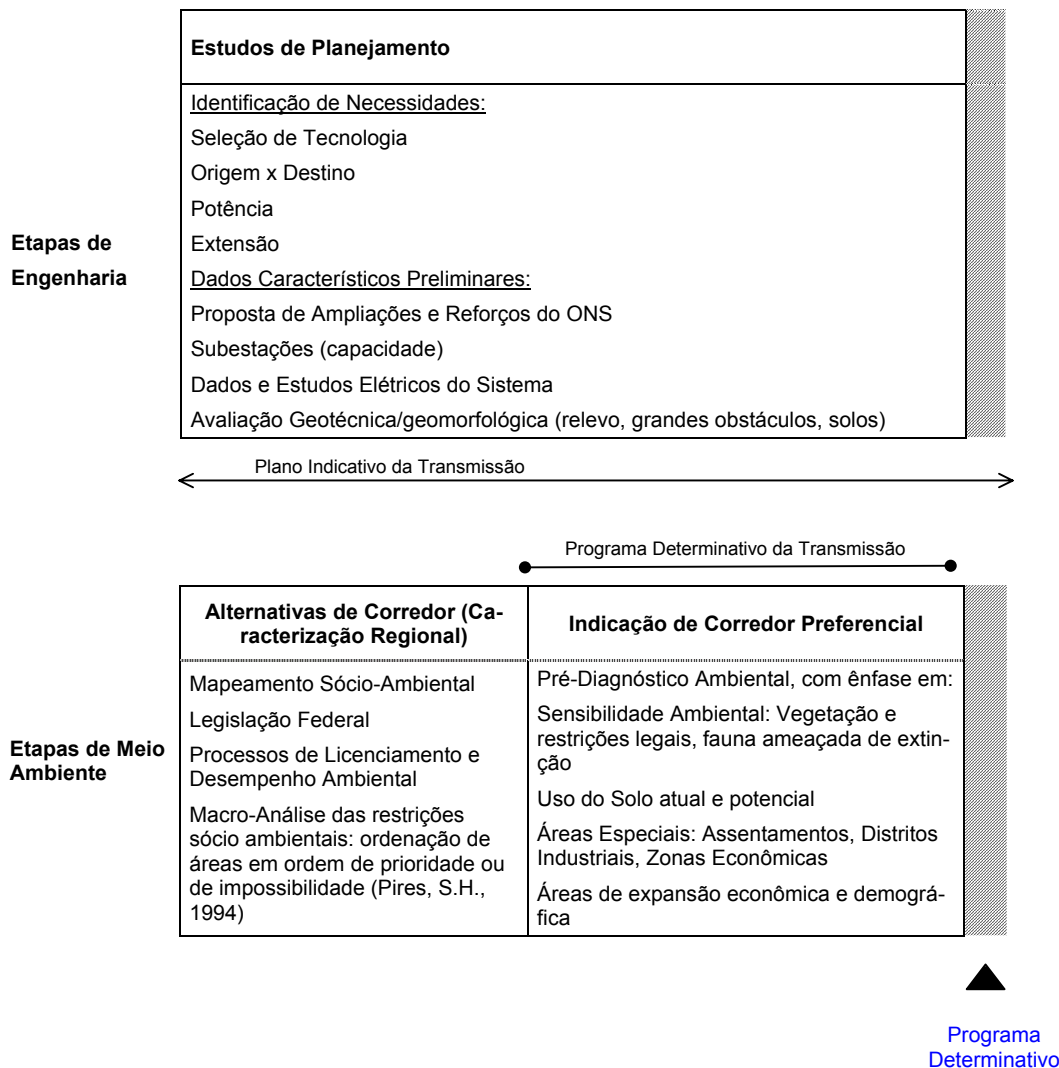 Estudos de Planejamento
Identificação de Necessidades:
Seleção de Tecnologia
Origem x Destino
Potência
Etapas de
Engenharia
Extensão
Dados Característicos Preliminares:
Proposta de Ampliações e Reforços do ONS
Subestações (capacidade)
Dados e Estudos Elétricos do Sistema
Avaliação Geotécnica/geomorfológica (relevo, grandes obstáculos, solos)
Plano Indicativo da Transmissão
Programa Determinativo da Transmissão
Alternativas de Corredor (Ca-
racterização Regional)
Indicação de Corredor Preferencial
Etapas de Meio
Ambiente
Mapeamento Sócio-Ambiental
Legislação Federal
Processos de Licenciamento e
Desempenho Ambiental
Macro-Análise das restrições
sócio ambientais: ordenação de
áreas em ordem de prioridade ou
de impossibilidade (Pires, S.H.,
1994)
Pré-Diagnóstico Ambiental, com ênfase em:
Sensibilidade Ambiental: Vegetação e
restrições legais, fauna ameaçada de extin-
ção
Uso do Solo atual e potencial
Áreas Especiais: Assentamentos, Distritos
Industriais, Zonas Econômicas
Áreas de expansão econômica e demográ-
fica
Programa
Determinativo